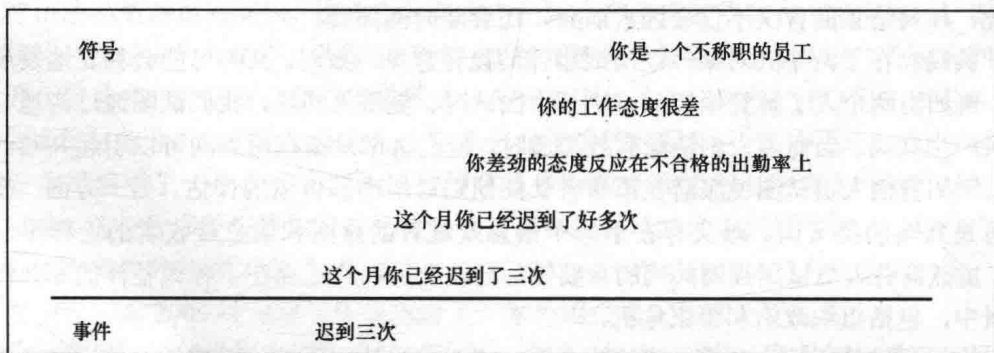 符号 你是一个不称职的员工
你的工作态度很差
你差劲的态度反应在不合格的出勤率上
这个月你已经迟到了好多次
这个月你已经迟到了三次
事件 迟到三次